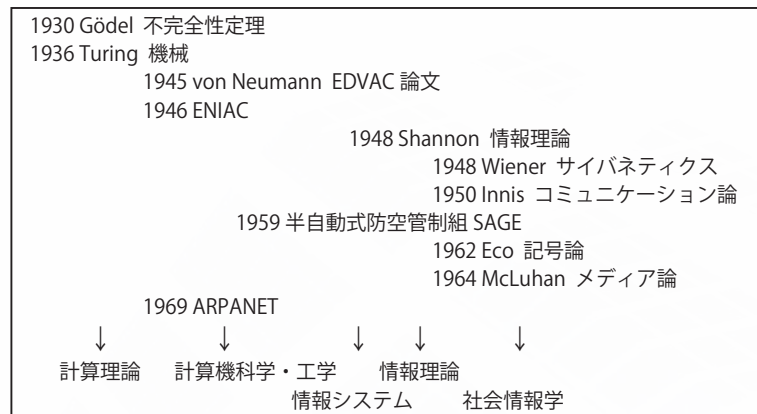 1930 Gödel 不完全性定理
1936 Turing 機械
1945 von Neumann EDVAC 論文
1946 ENIAC
1948 Shannon 情報理論
1948 Wiener サイバネティクス
1950 Innis コミュニケーション論
1959 半自動式防空管制組 SAGE
1962 Eco 記号論
1964 McLuhan メディア論
1969 ARPANET
↓ ↓ ↓ ↓ ↓
計算理論 計算機科学・工学 情報理論
情報システム 社会情報学